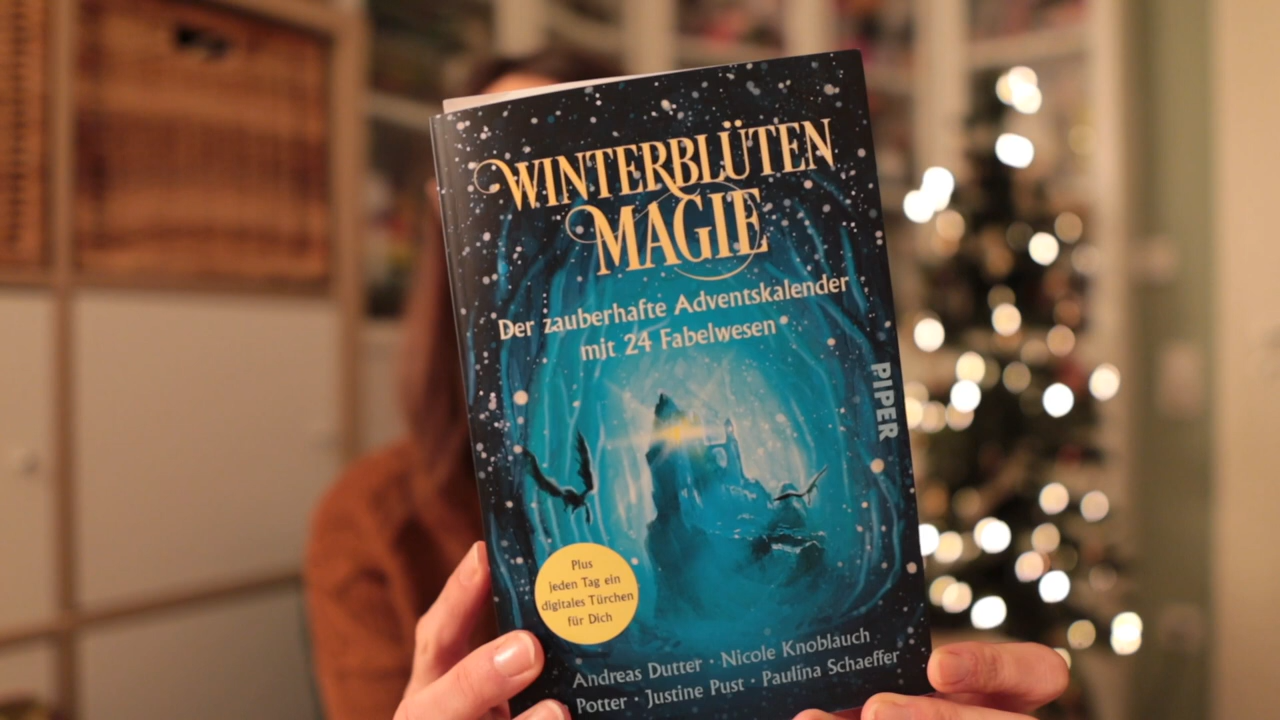 WINTERBLÜTEN
MAGIE
Der zauberhafte Adventskalender
mit 24 Fabelwesen
PIPER
Plus
jeden Tag ein
digitales Türchen
für Dich
Andreas Dutter · Nicole Knoblauch
Potter · Justine Pust · Paulina Schaeffer